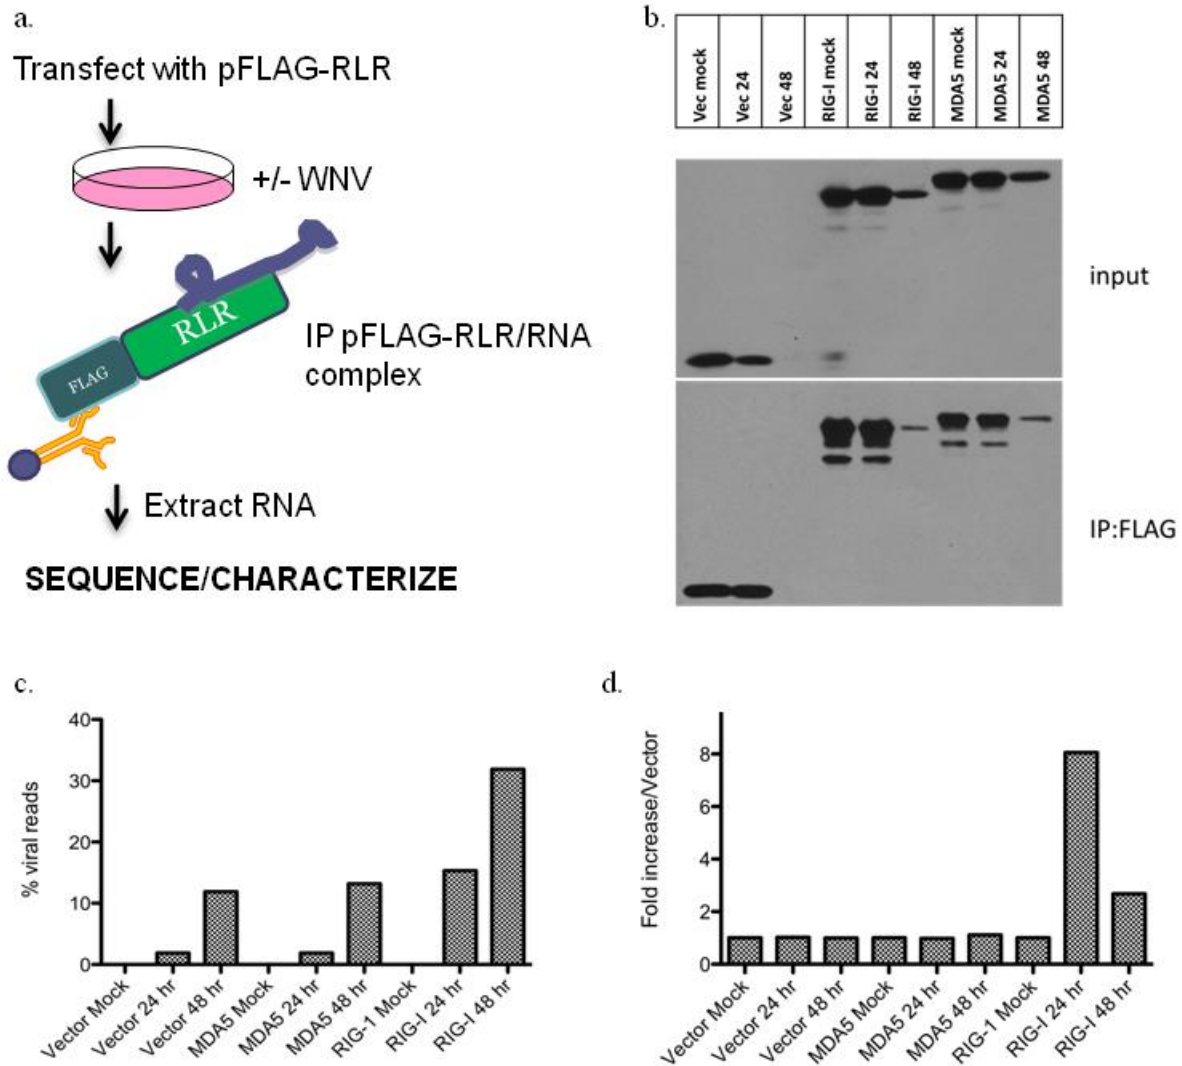 a.
Transfect with pFLAG-RLR
+/- WNV
RLR
FLAG
IP pFLAG-RLR/RNA
complex
Extract RNA
SEQUENCE/CHARACTERIZE
b.
Vec mock
Vec 24
Vec 48
RIG-I mock
RIG-I 24
RIG-I 48
MDA5 mock
MDA5 24
MDA5 48
input
IP:FLAG
c.
% viral reads
40
30
20
10
0
Vector Mock
Vector 24 hr
Vector 48 hr
MDA5 Mock
MDA5 24 hr
MDA5 48 hr
RIG-1 Mock
RIG-I 24 hr
RIG-I 48 hr
d.
Fold increase/Vector
8
6
4
2
0
Vector Mock
Vector 24 hr
Vector 48 hr
MDA5 Mock
MDA5 24 hr
MDA5 48 hr
RIG-1 Mock
RIG-I 24 hr
RIG-I 48 hr